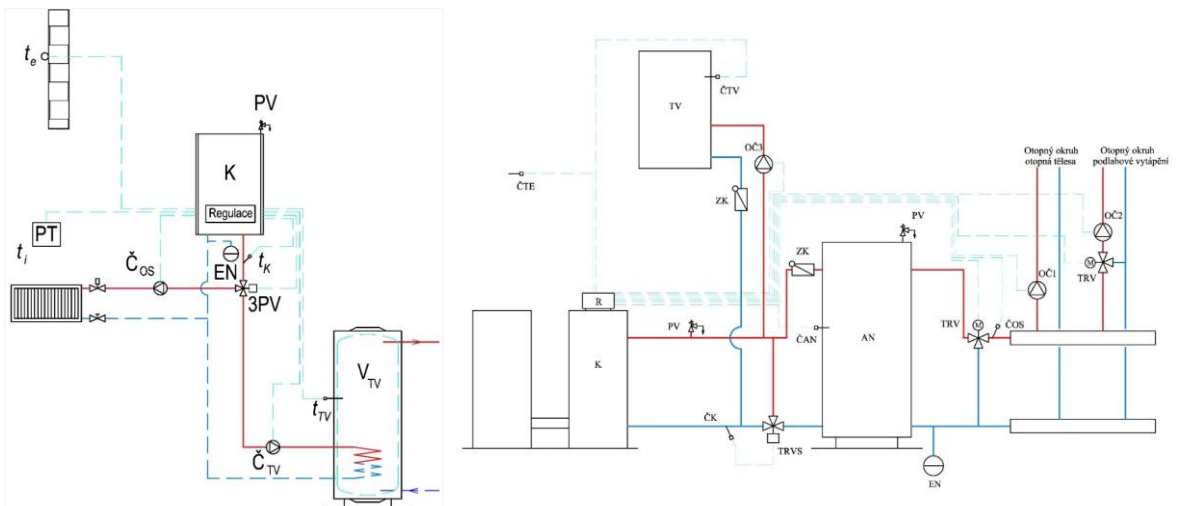 t_e
PV
K
Regulace
PT
t_i
EN
t_K
Č_OS
3PV
V_TV
t_TV
Č_TV
TV
ČTV
OČ3
ČTE
ZK
Otopný okruh
otopná tělesa
Otopný okruh
podlahové vytápění
OČ2
M
TRV
OČ1
PV
ZK
R
PV
ČAN
AN
TRV
M
ČOS
K
ČK
TRVS
EN